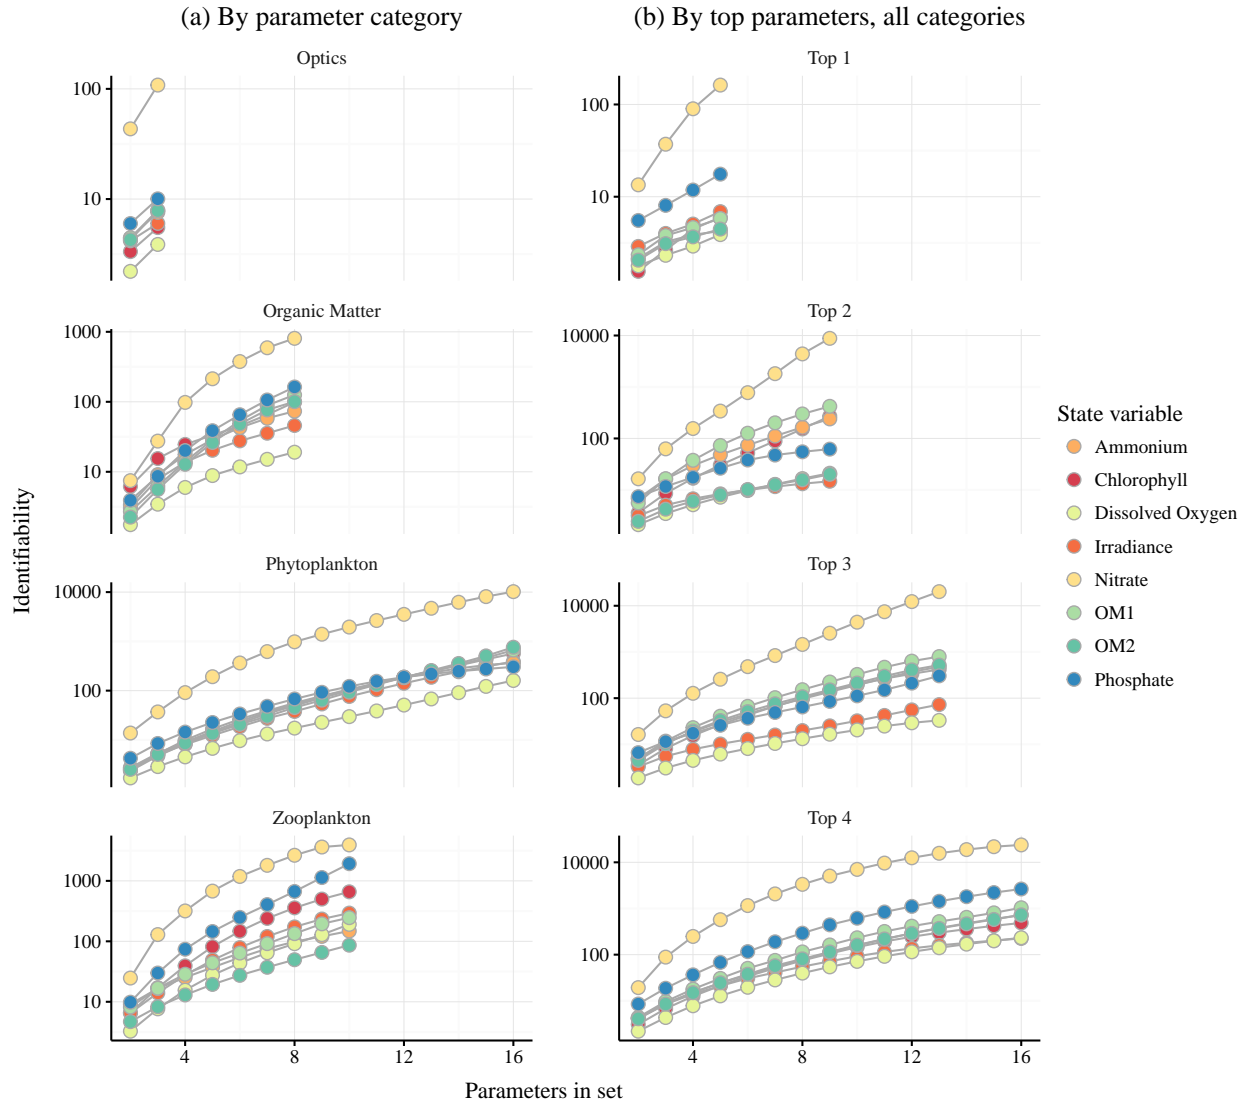 (a) By parameter category
(b) By top parameters, all categories
Optics
100
10
Top 1
100
10
Organic Matter
1000
100
10
Top 2
10000
100
Phytoplankton
10000
100
Top 3
10000
100
Zooplankton
1000
100
10
4
8
12
16
Top 4
10000
100
4
8
12
16
Identifiability
Parameters in set
State variable
Ammonium
Chlorophyll
Dissolved Oxygen
Irradiance
Nitrate
OM1
OM2
Phosphate